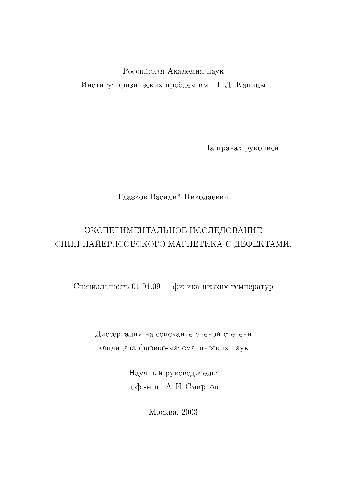 Российская Академия наук
Институт физических проблем им. П. Л. Капицы
На правах рукописи
Глазков Василий Николаевич
ЭКСПЕРИМЕНТАЛЬНОЕ ИССЛЕДОВАНИЕ
СПИН-ПАЙЕРЛСОВСКОГО МАГНЕТИКА С ДЕФЕКТАМИ.
Специальность 01.04.09 физика низких температур
Диссертация на соискание ученой степени
кандидата физико-математических наук
Научный руководитель:
д.ф.-м.н. А. И. Смирнов
Москва, 2003